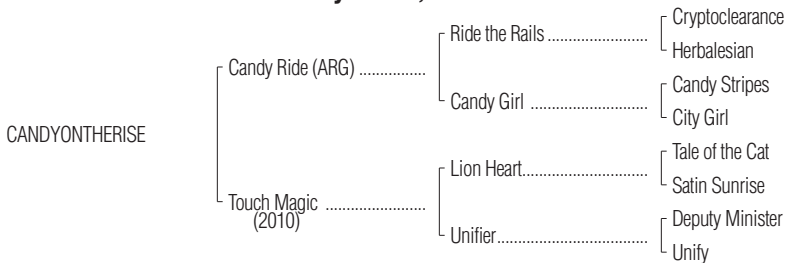 Cryptoclearance
Ride the Rails ....................
Herbalesian
Candy Ride (ARG) ................
Candy Stripes
Candy Girl .......................
City Girl
CANDYONTHERISE
Tale of the Cat
Lion Heart........................
Satin Sunrise
Touch Magic .......................
(2010)
Deputy Minister
Unifier.............................
Unify